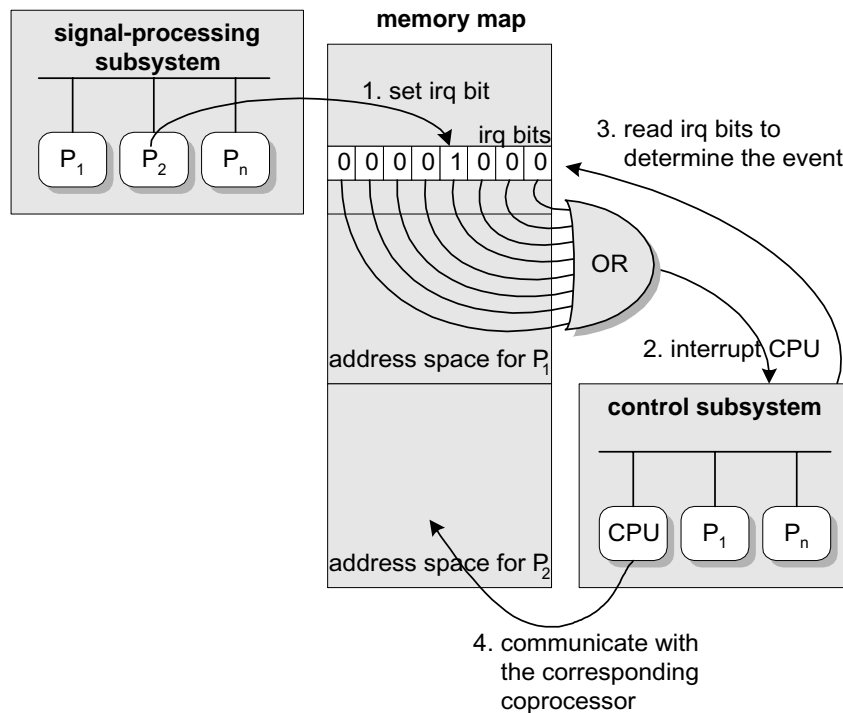 memory map
signal-processing
subsystem
P1
P2
Pn
1. set irq bit
irq bits
0 0 0 0 1 0 0 0
3. read irq bits to
determine the event
OR
2. interrupt CPU
address space for P1
control subsystem
CPU
P1
Pn
address space for P2
4. communicate with
the corresponding
coprocessor